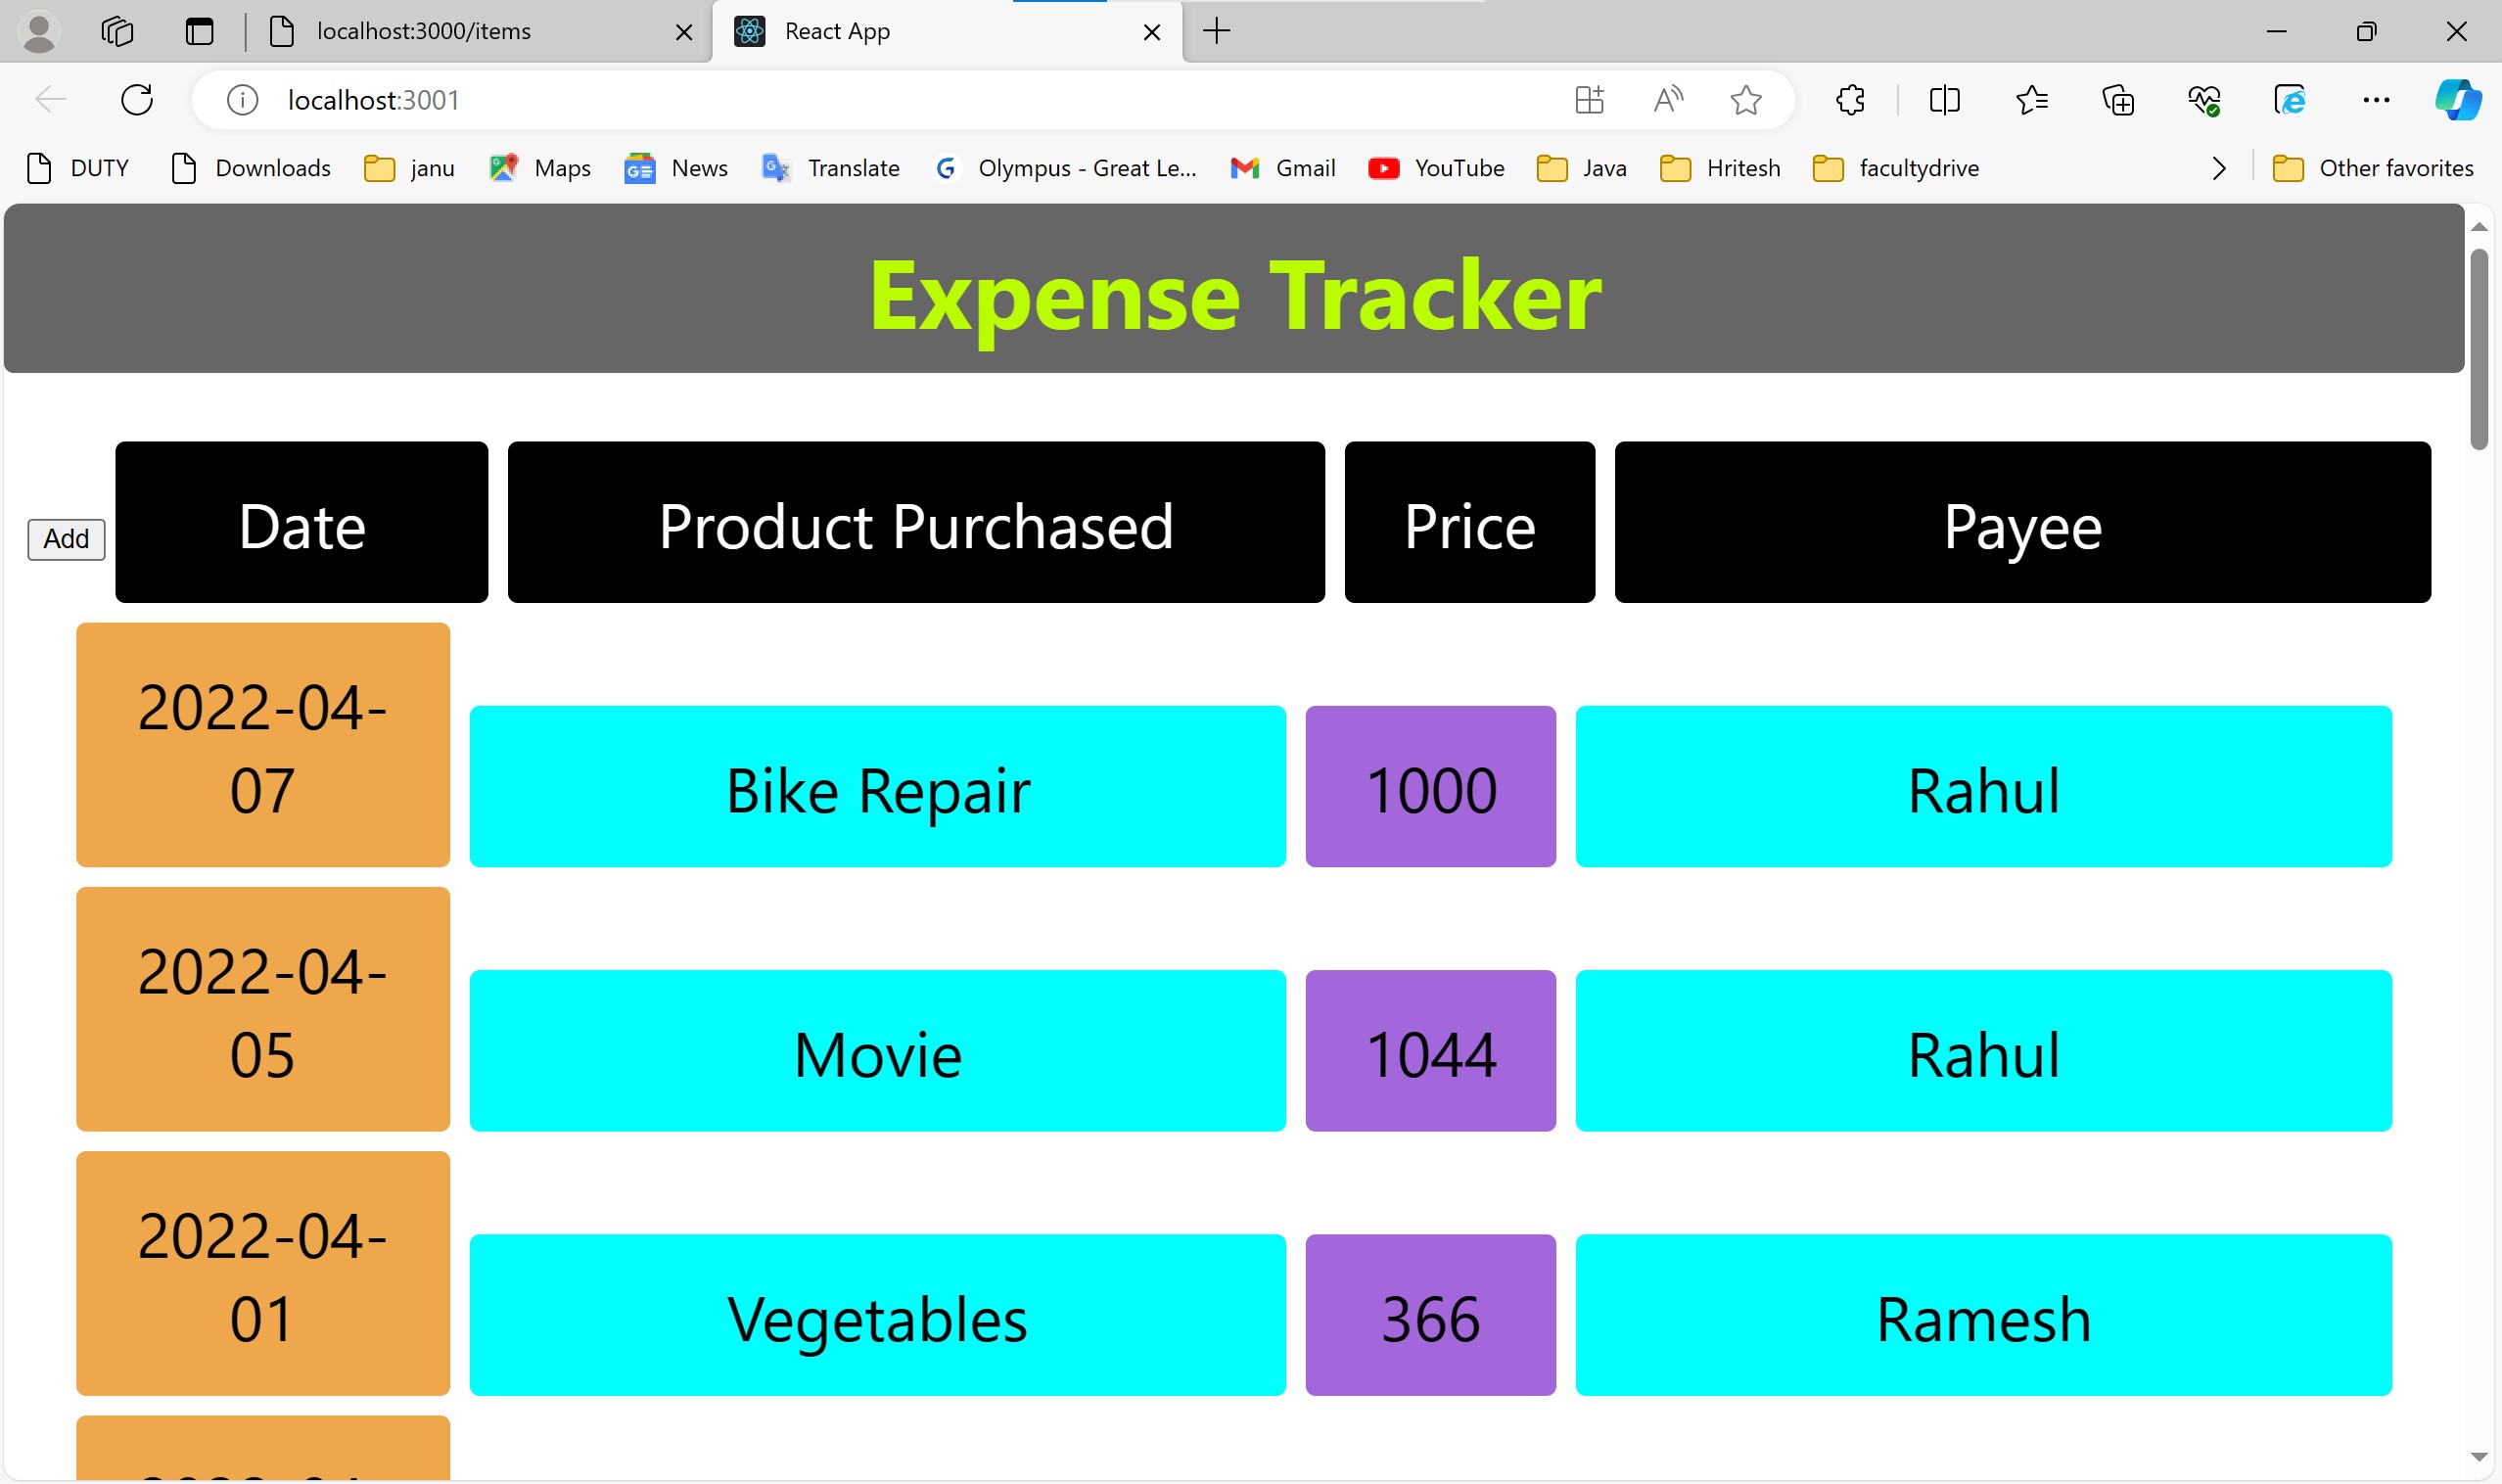 localhost:3000/items
React App
localhost:3001
DUTY
Downloads
janu
Maps
News
Translate
Olympus - Great Le...
Gmail
YouTube
Java
Hritesh
facultydrive
Other favorites
Expense Tracker
Add
Date
Product Purchased
Price
Payee
2022-04-
07
Bike Repair
1000
Rahul
2022-04-
05
Movie
1044
Rahul
2022-04-
01
Vegetables
366
Ramesh